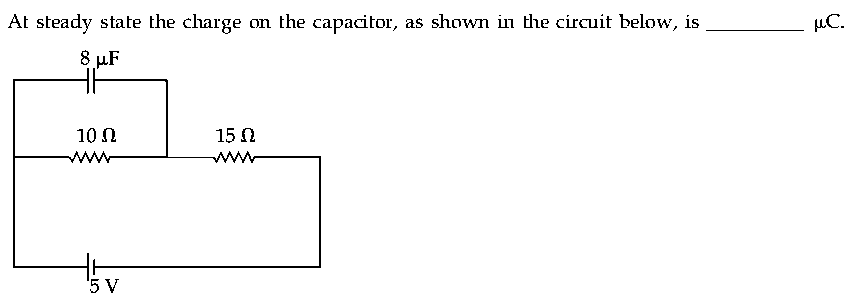 At steady state the charge on the capacitor, as shown in the circuit below, is __________ μC.
8 μF
10 Ω 15 Ω
5 V